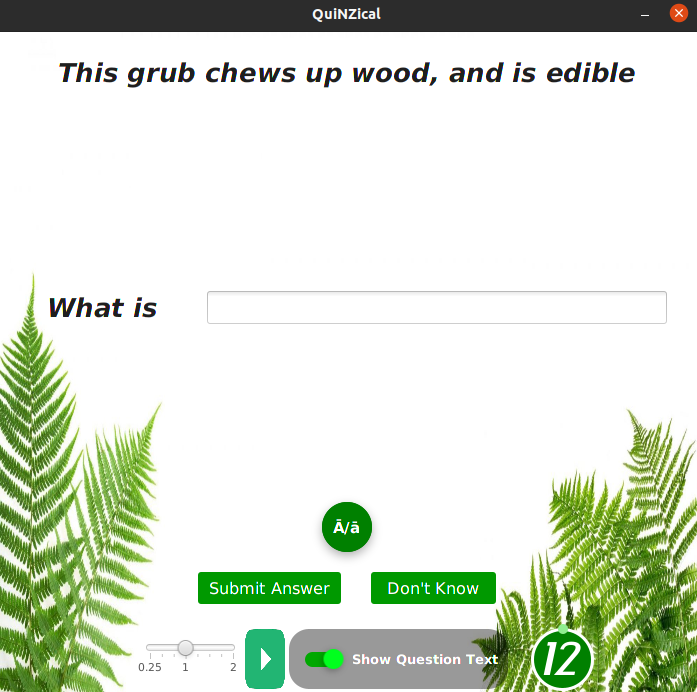 QuiNZical
This grub chews up wood, and is edible
What is
Ā/ā
Submit Answer
Don't Know
0.25
1
2
Show Question Text
12